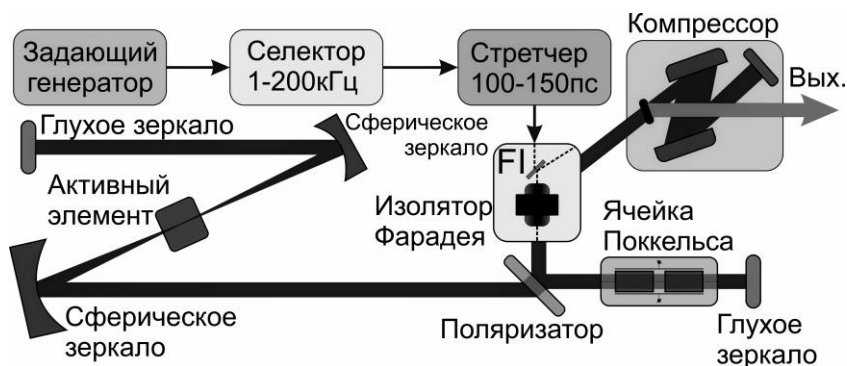 Задающий
генератор
Селектор
1-200кГц
Стретчер
100-150пс
Компрессор
Вых.
Глухое зеркало
Сферическое
зеркало
FI
Активный
элемент
Изолятор
Фарадея
Ячейка
Поккельса
Сферическое
зеркало
Поляризатор
Глухое
зеркало